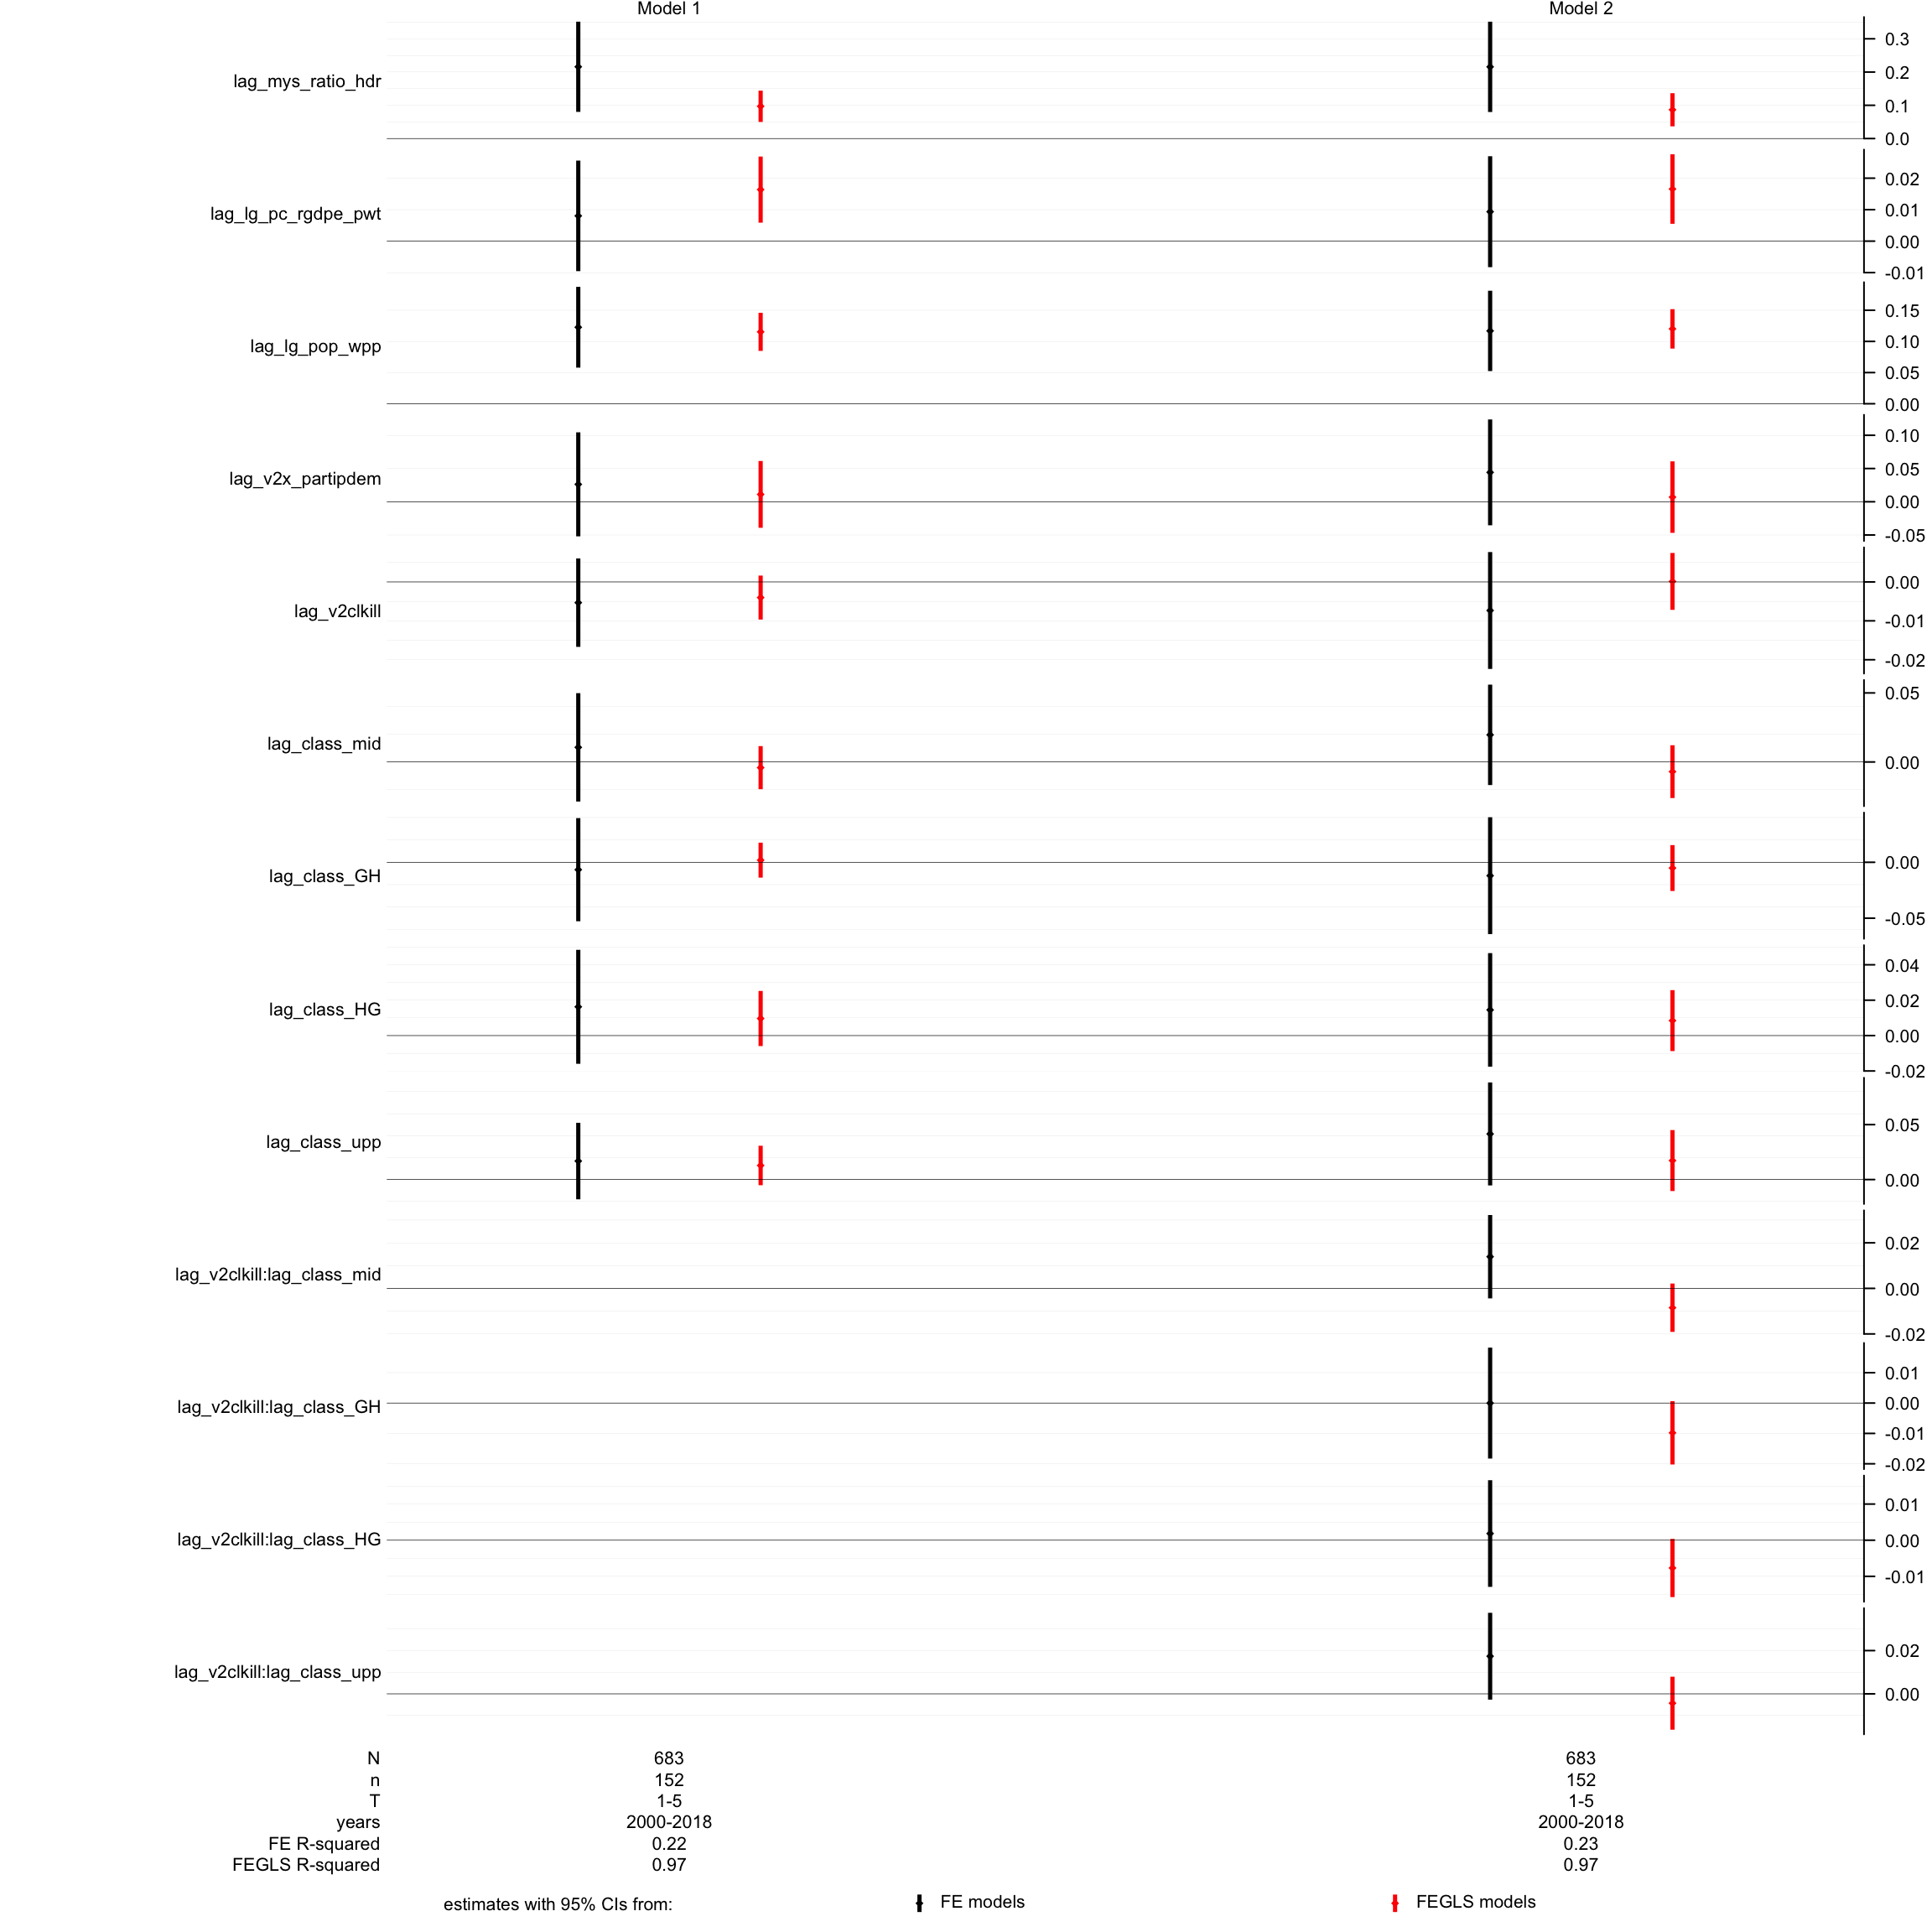 Model 1 Model 2
lag_mys_ratio_hdr
0.3
0.2
0.1
0.0
lag_lg_pc_rgdpe_pwt
0.02
0.01
0.00
-0.01
lag_lg_pop_wpp
0.15
0.10
0.05
0.00
lag_v2x_partipdem
0.10
0.05
0.00
-0.05
lag_v2clkill
0.00
-0.01
-0.02
lag_class_mid
0.05
0.00
lag_class_GH
0.00
-0.05
lag_class_HG
0.04
0.02
0.00
-0.02
lag_class_upp
0.05
0.00
lag_v2clkill:lag_class_mid
0.02
0.00
-0.02
lag_v2clkill:lag_class_GH
0.01
0.00
-0.01
-0.02
lag_v2clkill:lag_class_HG
0.01
0.00
-0.01
lag_v2clkill:lag_class_upp
0.02
0.00
N 683 683
n 152 152
T 1-5 1-5
years 2000-2018 2000-2018
FE R-squared 0.22 0.23
FEGLS R-squared 0.97 0.97
estimates with 95% CIs from: FE models FEGLS models